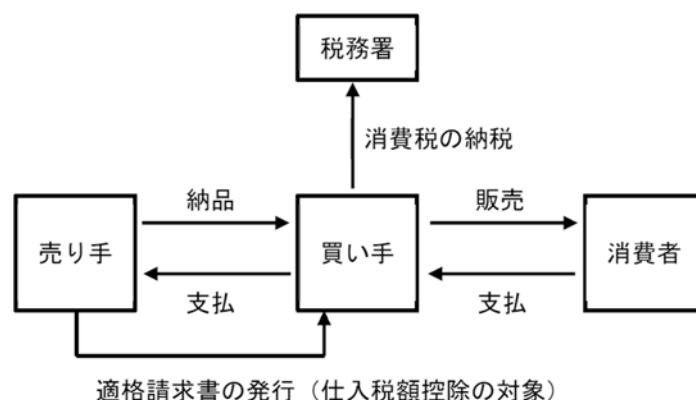 税務署
消費税の納税
納品
販売
売り手
買い手
消費者
支払
支払
適格請求書の発行（仕入税額控除の対象）